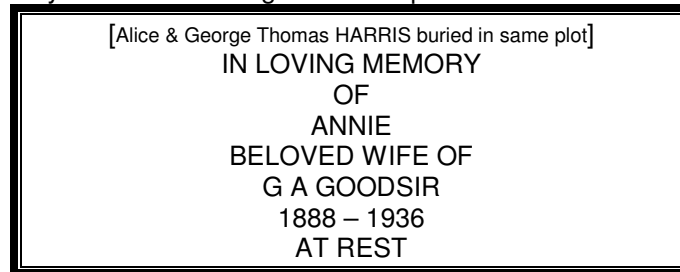 [Alice & George Thomas HARRIS buried in same plot]
IN LOVING MEMORY
OF
ANNIE
BELOVED WIFE OF
G A GOODSIR
1888 – 1936
AT REST